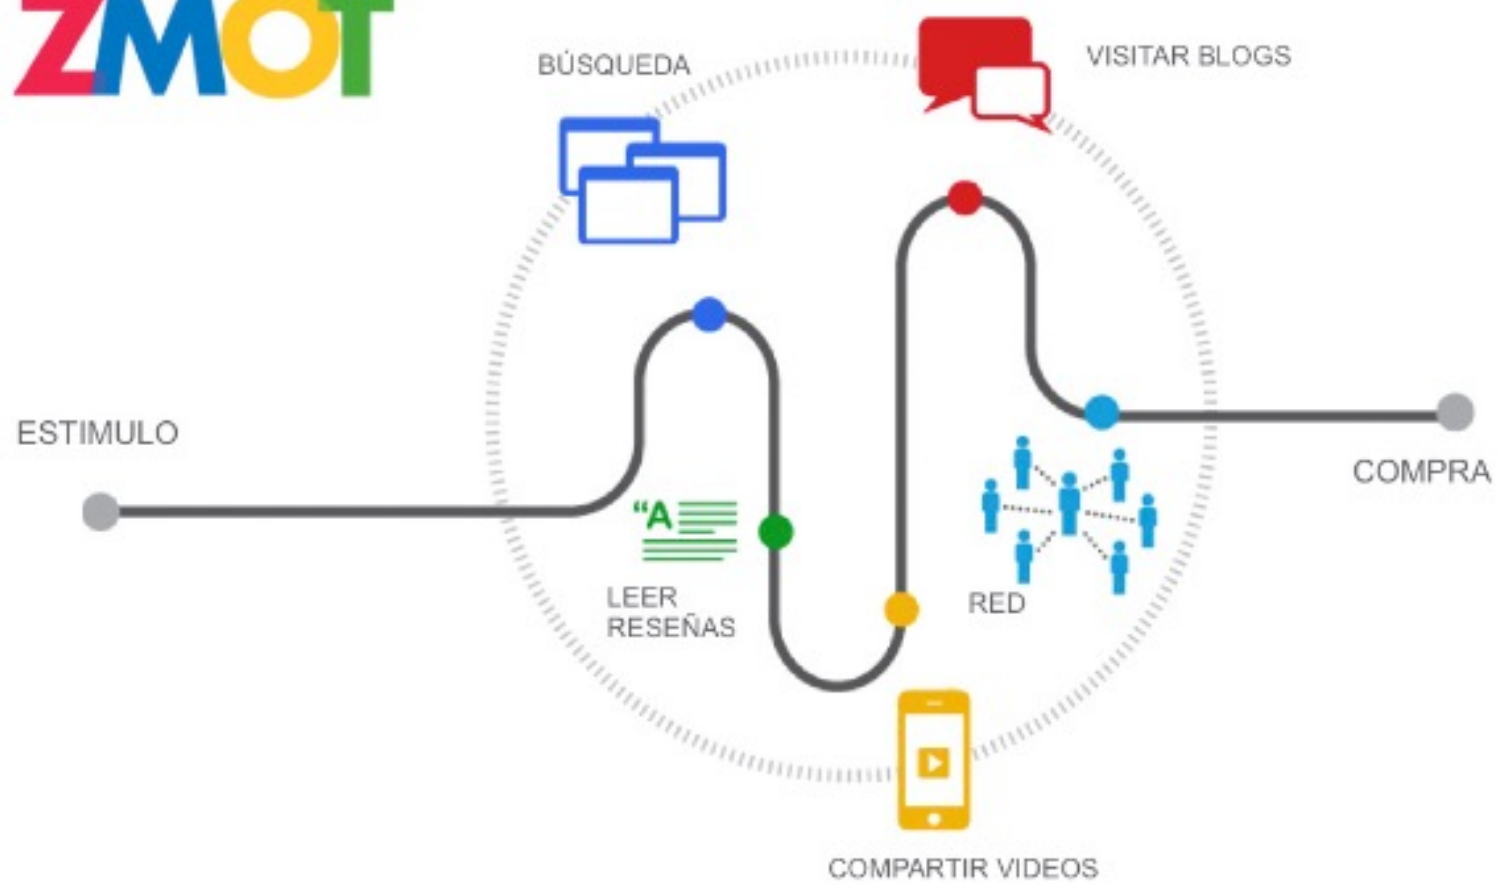 ZMOT
BÚSQUEDA
VISITAR BLOGS
ESTIMULO
"A
LEER
RESEÑAS
RED
COMPRA
COMPARTIR VIDEOS